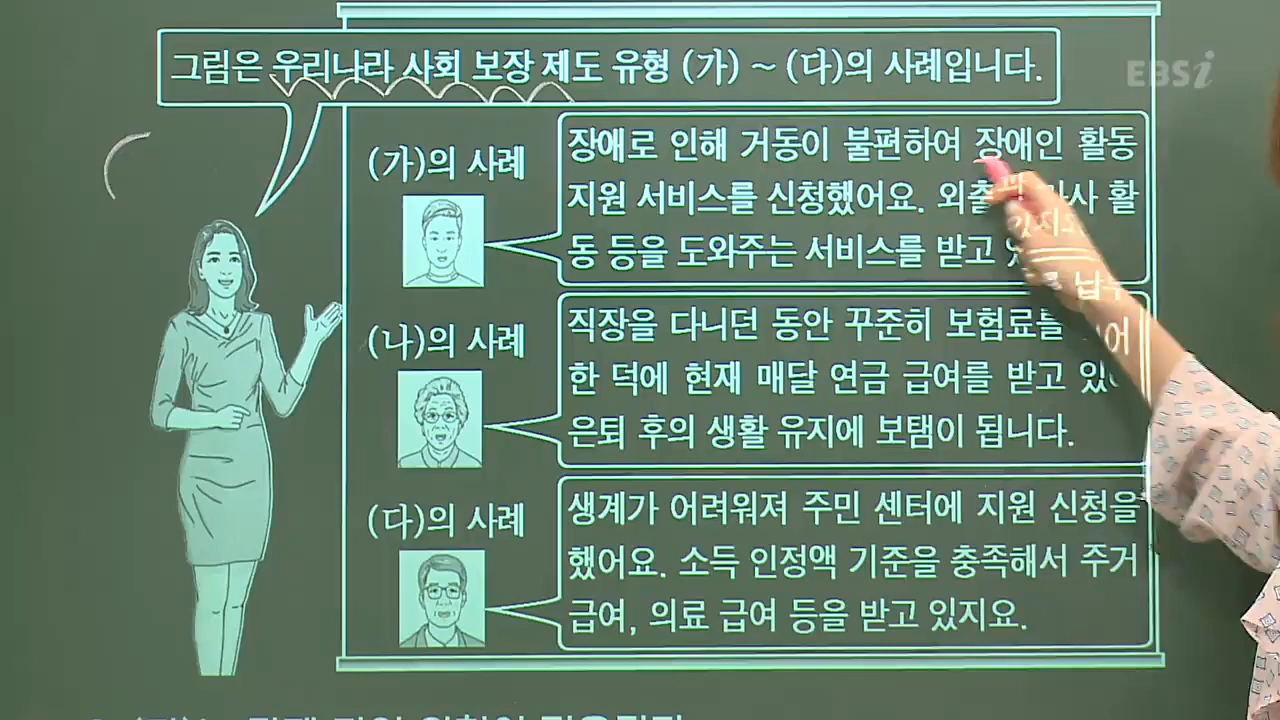 그림은 우리나라 사회 보장 제도 유형 (가) ~ (다)의 사례입니다.
EBSi
(가)의 사례
장애로 인해 거동이 불편하여 장애인 활동
지원 서비스를 신청했어요. 활
동 등을 도와주는 서비스를 받고
(나)의 사례
직장을 다니던 동안 꾸준히 보험료를
한 덕에 현재 매달 연금 급여를 받고
은퇴 후의 생활 유지에 보탬이 됩니다.
(다)의 사례
생계가 어려워져 주민 센터에 지원 신청을
했어요. 소득 인정액 기준을 충족해서 주거
급여, 의료 급여 등을 받고 있지요.